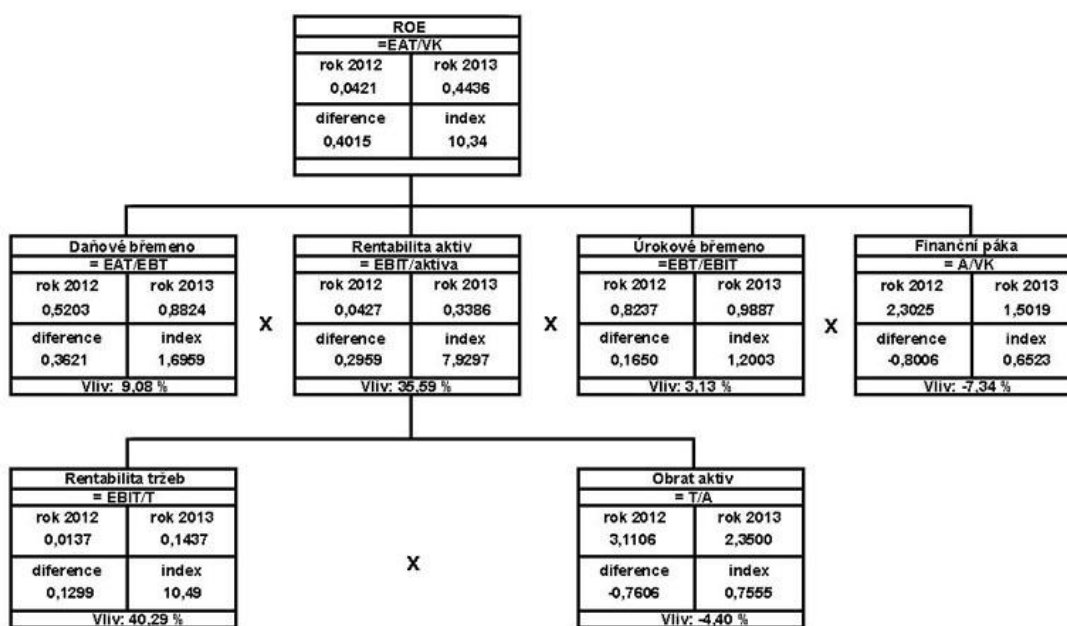 ROE
=EAT/VK
rok 2012 rok 2013
0,0421 0,4436
diference index
0,4015 10,34
Daňové břemeno
= EAT/EBT
rok 2012 rok 2013
0,5203 0,8824
diference index
0,3621 1,6959
Vliv: 9,08 %
X
Rentabilita aktiv
= EBIT/aktiva
rok 2012 rok 2013
0,0427 0,3386
diference index
0,2959 7,9297
Vliv: 35,59 %
X
Úrokové břemeno
=EBT/EBIT
rok 2012 rok 2013
0,8237 0,9887
diference index
0,1650 1,2003
Vliv: 3,13 %
X
Finanční páka
= A/VK
rok 2012 rok 2013
2,3025 1,5019
diference index
-0,8006 0,6523
Vliv: -7,34 %
Rentabilita tržeb
= EBIT/T
rok 2012 rok 2013
0,0137 0,1437
diference index
0,1299 10,49
Vliv: 40,29 %
X
Obrat aktiv
= T/A
rok 2012 rok 2013
3,1106 2,3500
diference index
-0,7606 0,7555
Vliv: -4,40 %